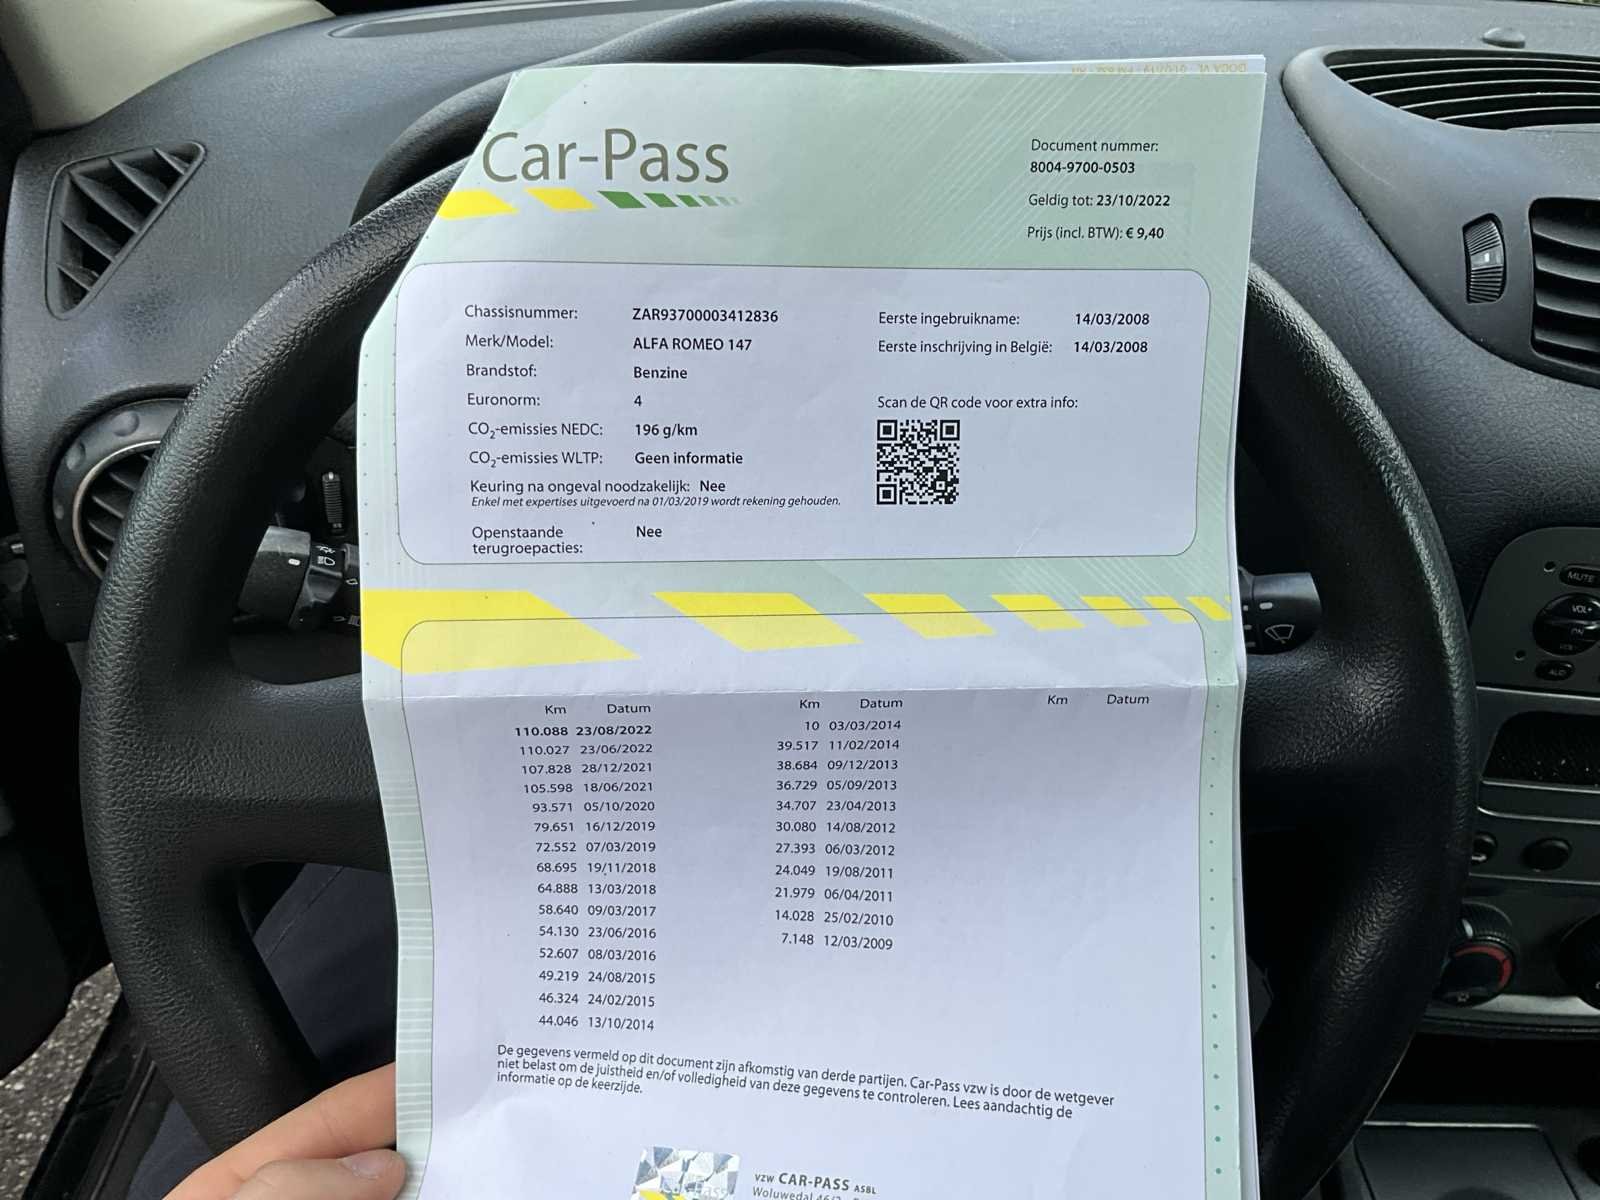 Car-Pass
Document nummer:
8004-9700-0503
Geldig tot: 23/10/2022
Prijs (incl. BTW): € 9,40
Chassisnummer: ZAR93700003412836
Merk/Model: ALFA ROMEO 147
Brandstof: Benzine
Euronorm: 4
CO2-emissies NEDC: 196 g/km
CO2-emissies WLTP: Geen informatie
Keuring na ongeval noodzakelijk: Nee
Enkel met expertises uitgevoerd na 01/03/2019 wordt rekening gehouden.
Openstaande terugroepacties: Nee
Eerste ingebruikname: 14/03/2008
Eerste inschrijving in België: 14/03/2008
Scan de QR code voor extra info:
Km Datum
110.088 23/08/2022
110.027 23/06/2022
107.828 28/12/2021
105.598 18/06/2021
93.571 05/10/2020
79.651 16/12/2019
72.552 07/03/2019
68.695 19/11/2018
64.888 13/03/2018
58.640 09/03/2017
54.130 23/06/2016
52.607 08/03/2016
49.219 24/08/2015
46.324 24/02/2015
44.046 13/10/2014
Km Datum
10 03/03/2014
39.517 11/02/2014
38.684 09/12/2013
36.729 05/09/2013
34.707 23/04/2013
30.080 14/08/2012
27.393 06/03/2012
24.049 19/08/2011
21.979 06/04/2011
14.028 25/02/2010
7.148 12/03/2009
Km Datum
De gegevens vermeld op dit document zijn afkomstig van derde partijen. Car-Pass vzw is door de wetgever
niet belast om de juistheid en/of volledigheid van deze gegevens te controleren. Lees aandachtig de
informatie op de keerzijde.
vzw CAR-PASS ASBL
Woluwedal
MUTE
VOL+
ON